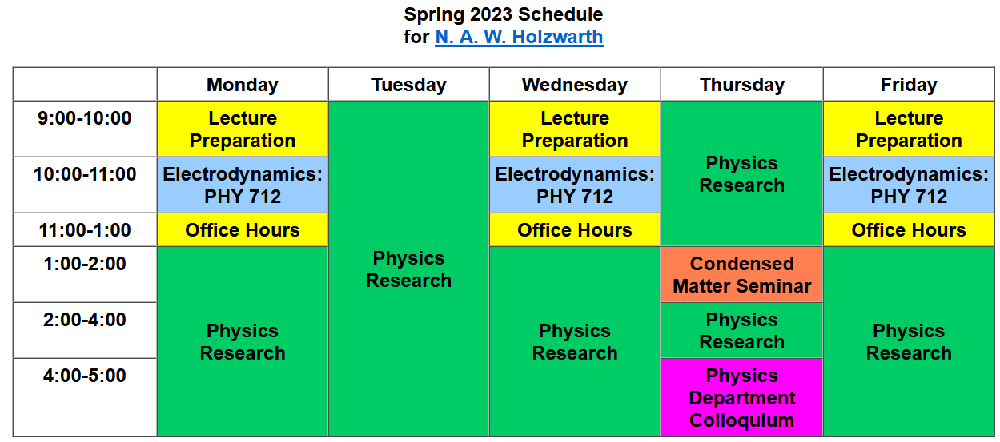 Spring 2023 Schedule
for N. A. W. Holzwarth
Monday
Tuesday
Wednesday
Thursday
Friday
9:00-10:00
Lecture
Preparation
Physics
Research
Lecture
Preparation
Physics
Research
Lecture
Preparation
10:00-11:00
Electrodynamics:
PHY 712
Electrodynamics:
PHY 712
Electrodynamics:
PHY 712
11:00-1:00
Office Hours
Office Hours
Office Hours
1:00-2:00
Physics
Research
Physics
Research
Condensed
Matter Seminar
Physics
Research
2:00-4:00
Physics
Research
4:00-5:00
Physics
Department
Colloquium